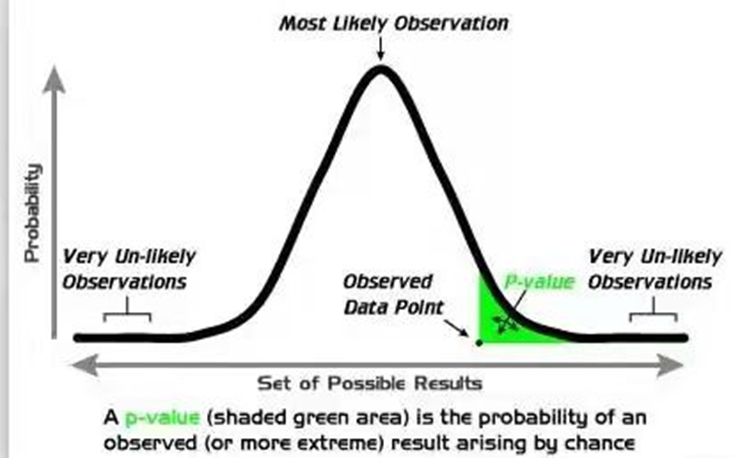 Most Likely Observation
Probability
Very Un-likely
Observations
Observed
Data Point
P-value
Very Un-likely
Observations
Set of Possible Results
A p-value (shaded green area) is the probability of an
observed (or more extreme) result arising by chance